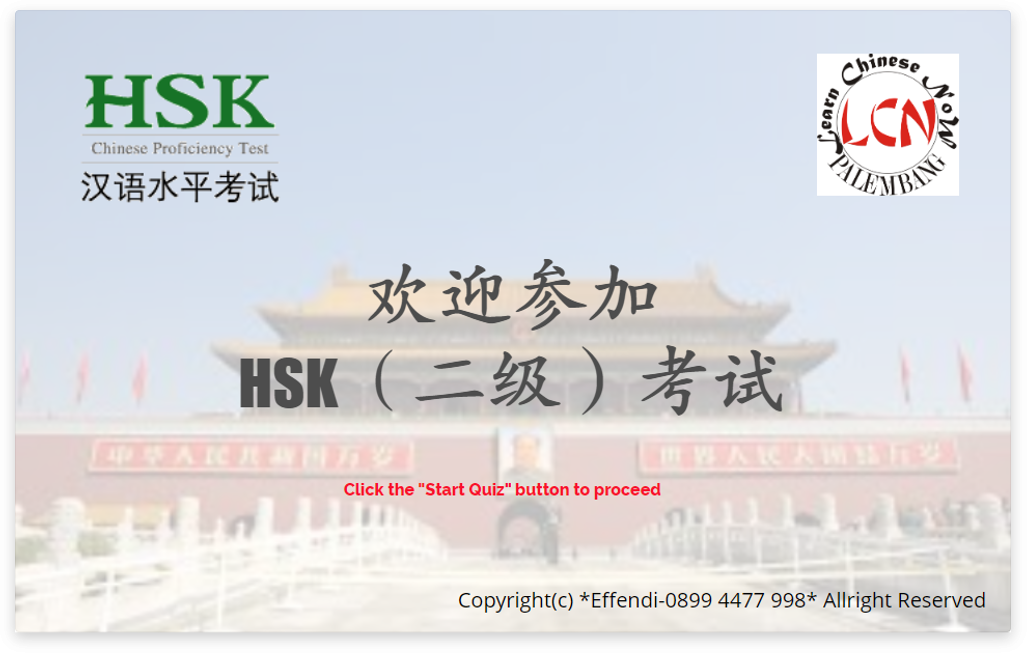 HSK
Chinese Proficiency Test
汉语水平考试
Learn Chinese Now
LCN
PALEMBANG
欢迎参加
HSK（二级）考试
中华人民共和国万岁
世界人民大团结万岁
Click the "Start Quiz" button to proceed
Copyright(c) *Effendi-0899 4477 998* Allright Reserved